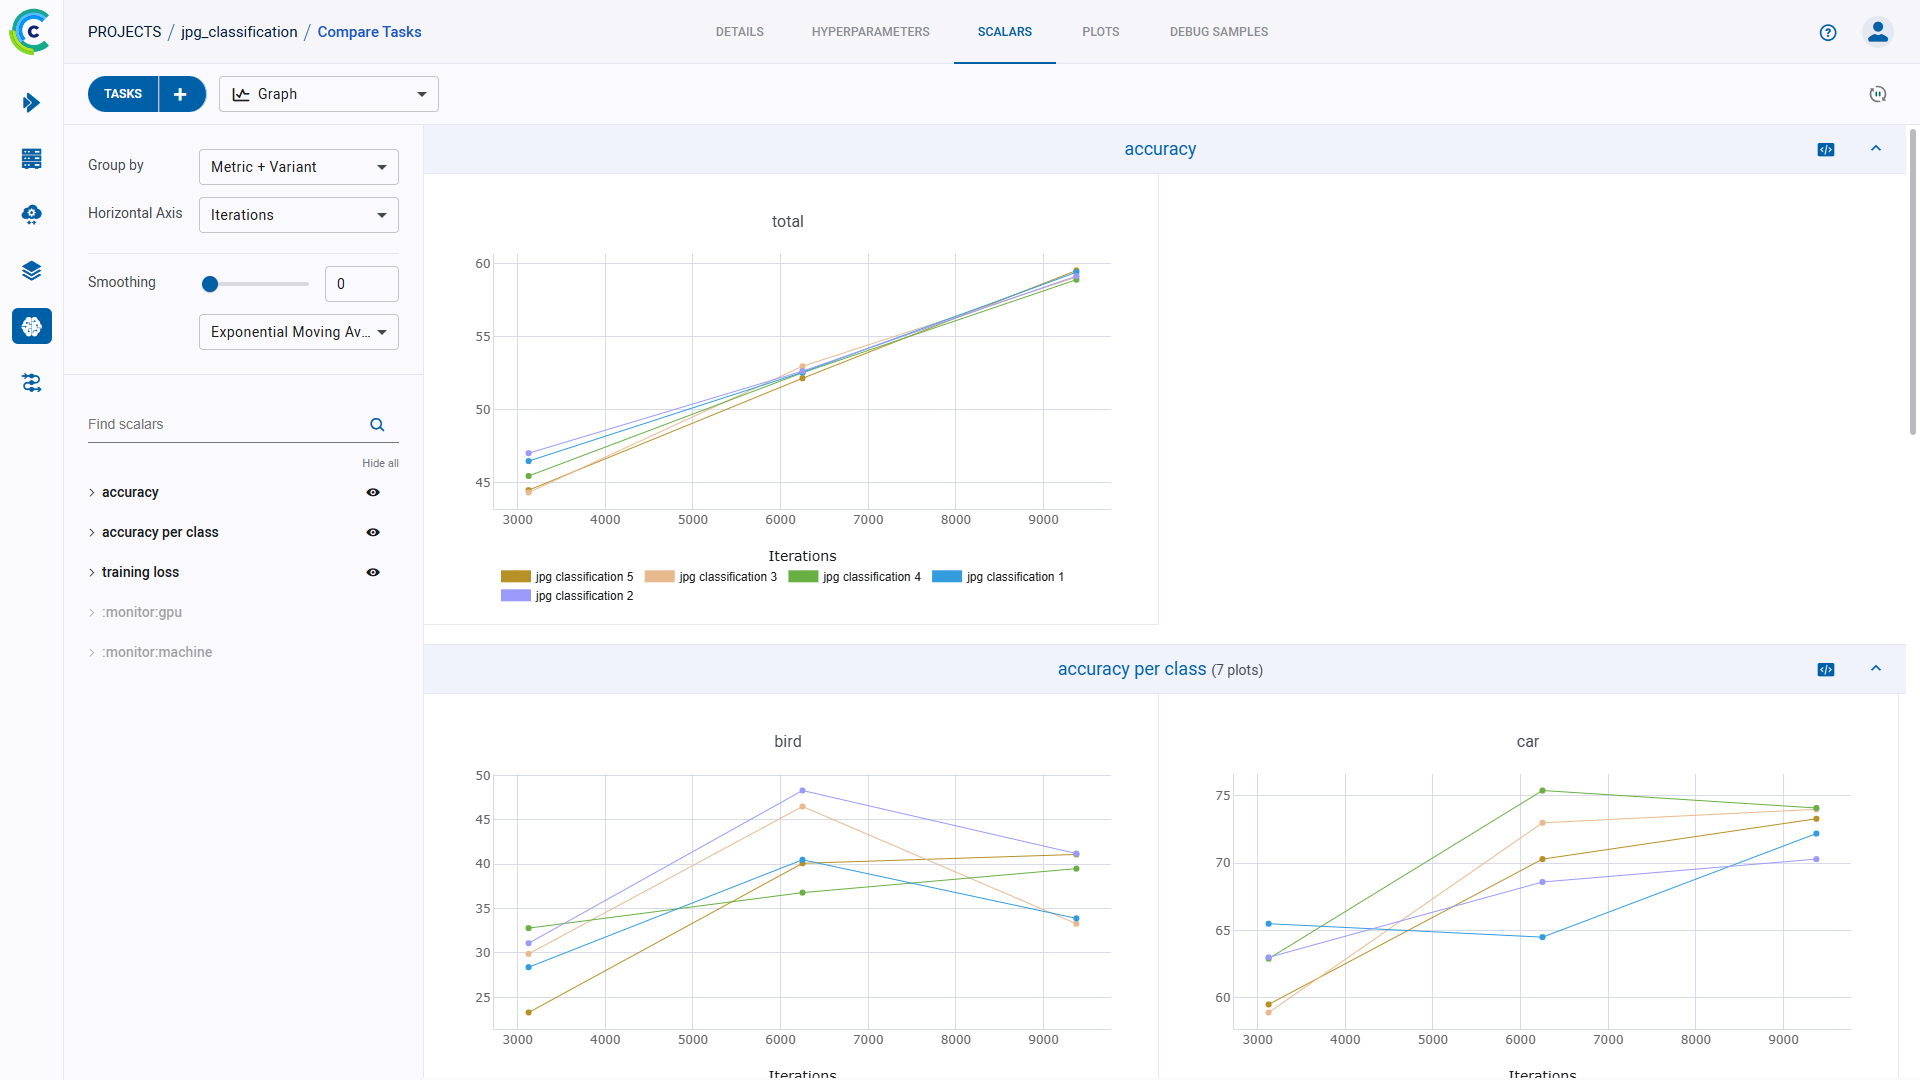 PROJECTS / jpg_classification / Compare Tasks
DETAILS HYPERPARAMETERS SCALARS PLOTS DEBUG SAMPLES
TASKS + Graph
Group by Metric + Variant
Horizontal Axis Iterations
Smoothing 0
Exponential Moving Av...
Find scalars
Hide all
accuracy
accuracy per class
training loss
:monitor:gpu
:monitor:machine
accuracy
total
60
55
50
45
3000 4000 5000 6000 7000 8000 9000
Iterations
jpg classification 5 jpg classification 3 jpg classification 4 jpg classification 1
jpg classification 2
accuracy per class (7 plots)
bird
50
45
40
35
30
25
3000 4000 5000 6000 7000 8000 9000
Iterations
car
75
70
65
60
3000 4000 5000 6000 7000 8000 9000
Iterations